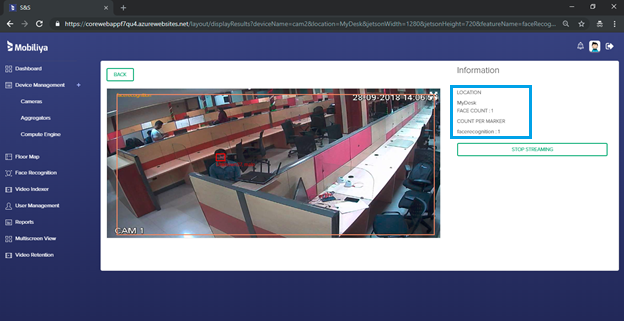 S&S
https://corewebappf7qu4.azurewebsites.net/layout/displayResults?deviceName=cam2&location=MyDesk&jetsonWidth=1280&jetsonHeight=720&featureName=faceRecog...
Mobiliya
Dashboard
Device Management +
Cameras
Aggregators
Compute Engine
Floor Map
Face Recognition
Video Indexer
User Management
Reports
Multiscreen View
Video Retention
BACK
28-09-2018 14:06
CAM 1
Information
LOCATION
MyDesk
FACE COUNT : 1
COUNT PER MARKER
facerecognition : 1
STOP STREAMING